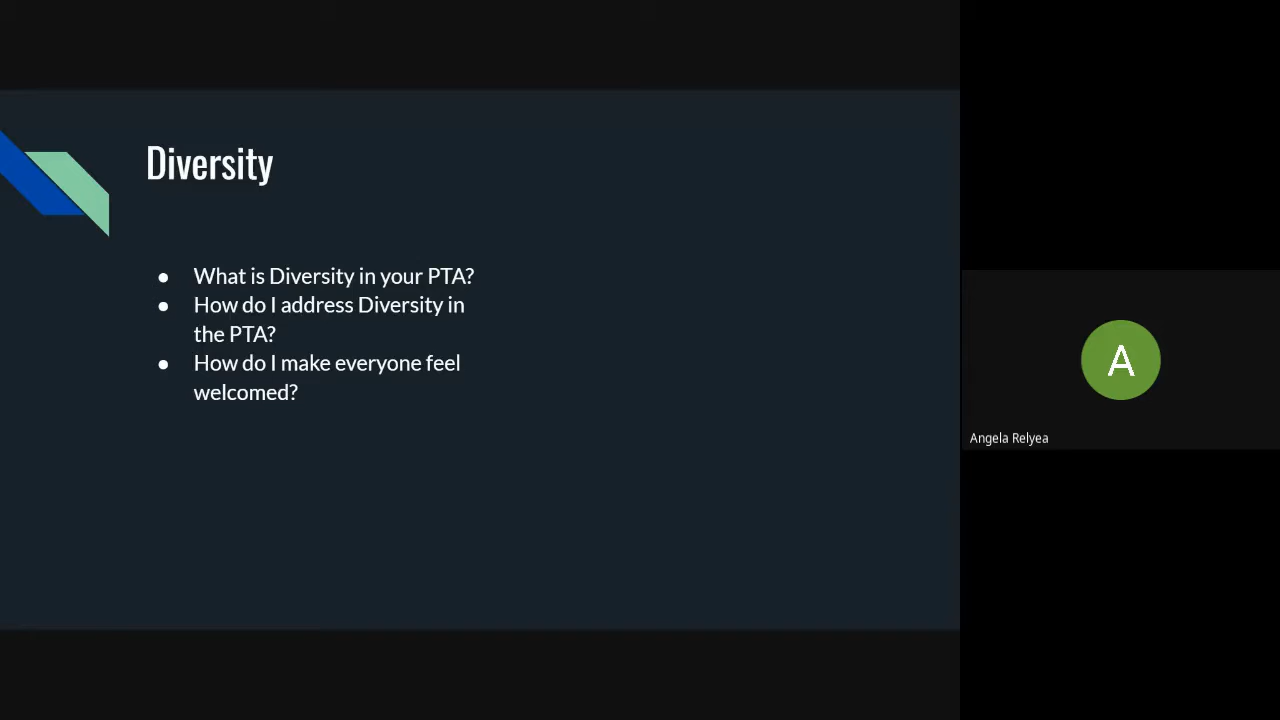 Diversity
● What is Diversity in your PTA?
● How do I address Diversity in
the PTA?
● How do I make everyone feel
welcomed?
A
Angela Relyea